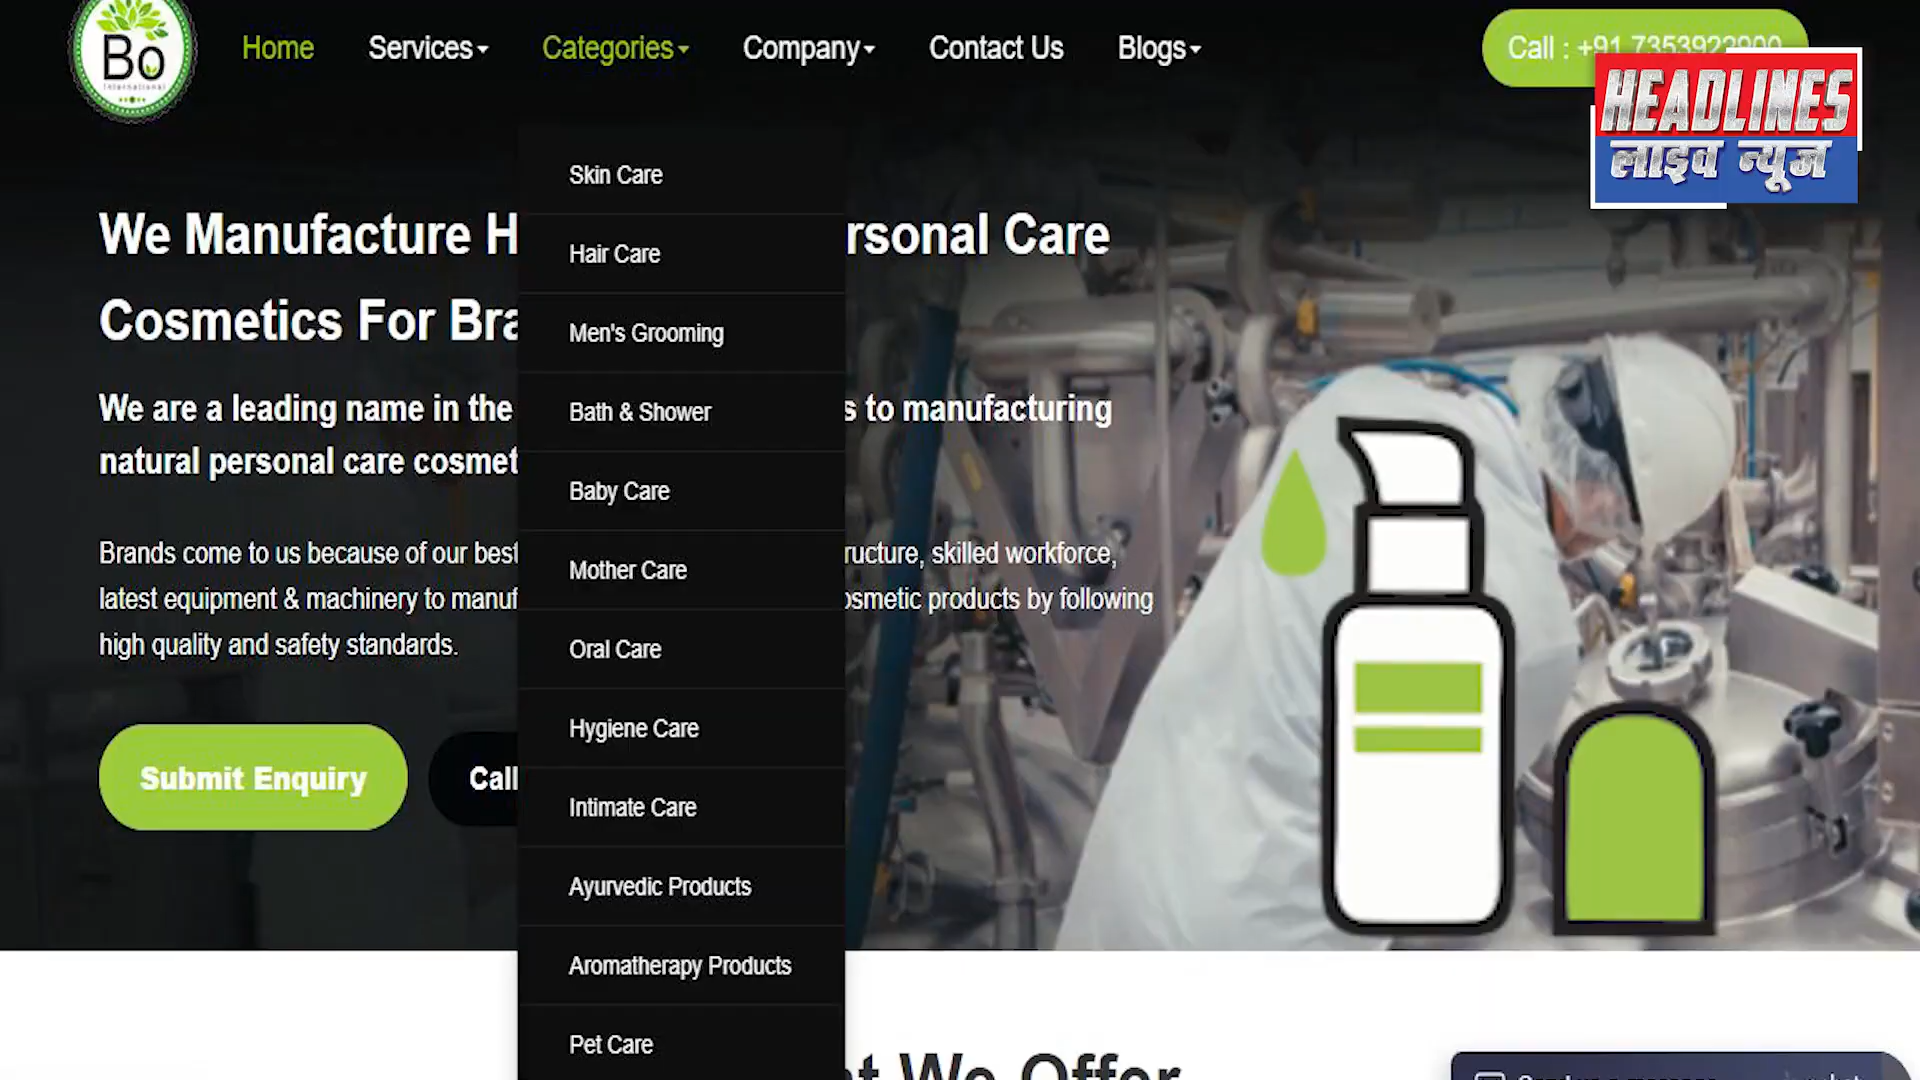 Bo
International
Home
Services
Categories
Company
Contact Us
Blogs
Call : +91 7353922900
HEADLINES
लाइव न्यूज
Skin Care
Hair Care
Men's Grooming
Bath & Shower
Baby Care
Mother Care
Oral Care
Hygiene Care
Intimate Care
Ayurvedic Products
Aromatherapy Products
Pet Care
We Manufacture H rsonal Care
Cosmetics For Bra
We are a leading name in the s to manufacturing
natural personal care cosmet
Brands come to us because of our best ructure, skilled workforce,
latest equipment & machinery to manuf osmetic products by following
high quality and safety standards.
Submit Enquiry
Call
t We Offer